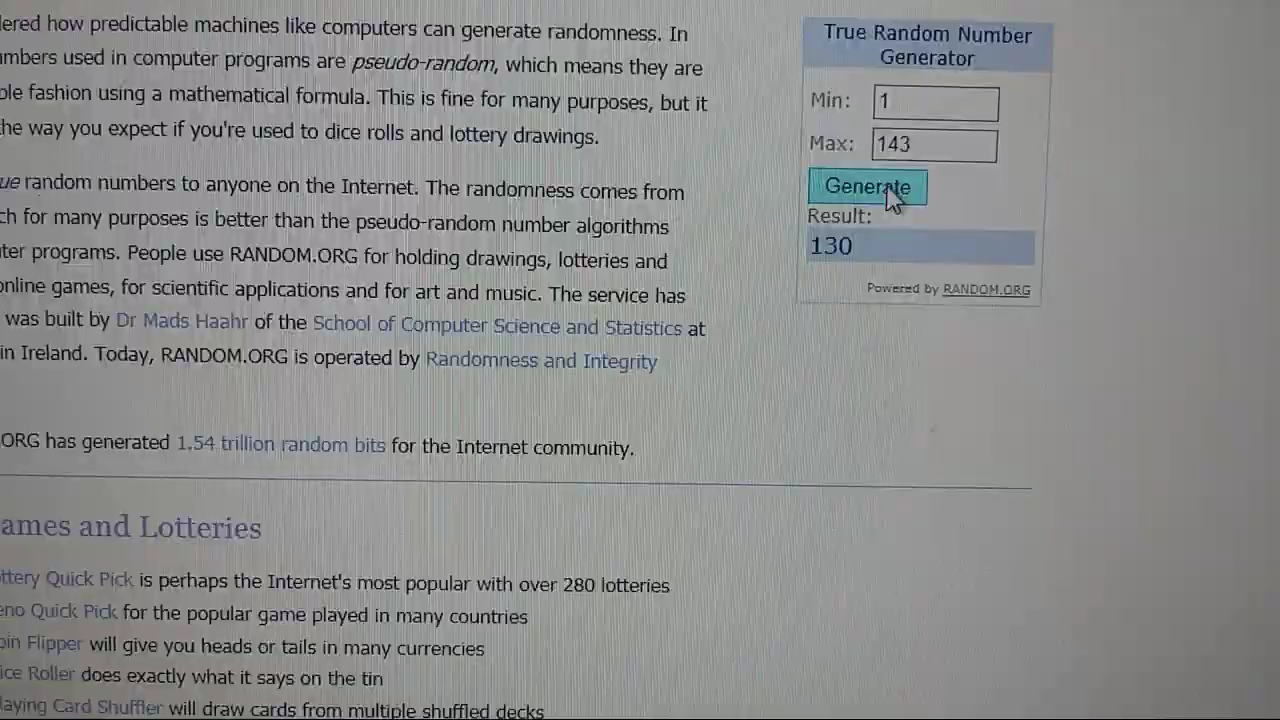 ered how predictable machines like computers can generate randomness. In
mbers used in computer programs are pseudo-random, which means they are
ble fashion using a mathematical formula. This is fine for many purposes, but it
the way you expect if you're used to dice rolls and lottery drawings.
ue random numbers to anyone on the Internet. The randomness comes from
ch for many purposes is better than the pseudo-random number algorithms
ter programs. People use RANDOM.ORG for holding drawings, lotteries and
online games, for scientific applications and for art and music. The service has
was built by Dr Mads Haahr of the School of Computer Science and Statistics at
in Ireland. Today, RANDOM.ORG is operated by Randomness and Integrity
ORG has generated 1.54 trillion random bits for the Internet community.
ames and Lotteries
ttery Quick Pick is perhaps the Internet's most popular with over 280 lotteries
eno Quick Pick for the popular game played in many countries
oin Flipper will give you heads or tails in many currencies
ice Roller does exactly what it says on the tin
laying Card Shuffler will draw cards from multiple shuffled decks
True Random Number
Generator
Min: 1
Max: 143
Generate
Result:
130
Powered by RANDOM.ORG